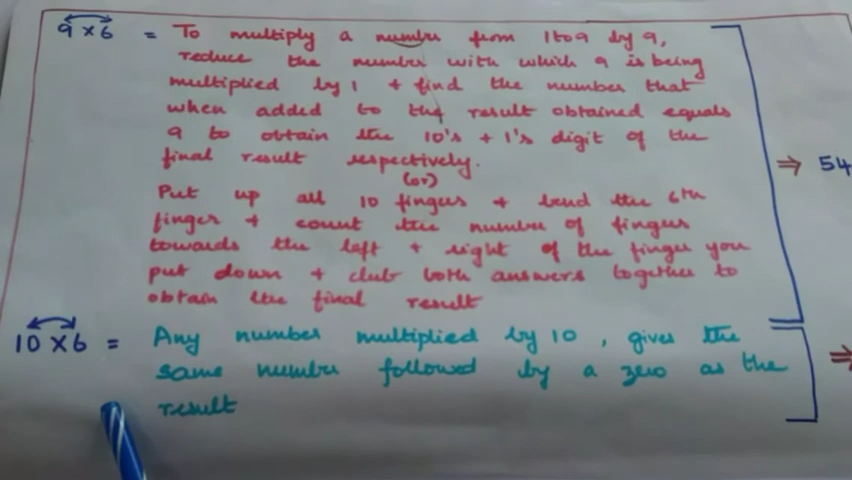 9 × 6 = To multiply a number from 1 to 9 by 9,
reduce the number with which 9 is being
multiplied by 1 + find the number that
when added to the result obtained equals
9 to obtain the 10's + 1's digit of the
final result respectively.
(or)
Put up all 10 fingers + bend the 6th
finger + count the number of fingers
towards the left + right of the finger you
put down + club both answers together to
obtain the final result
⇒ 54
10 × 6 = Any number multiplied by 10, gives the
same number followed by a zero as the
result
⇒